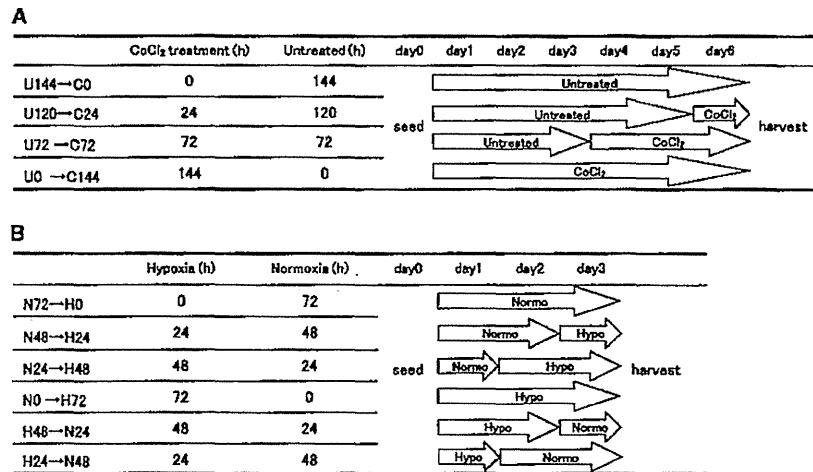 A
CoCl₂ treatment (h) Untreated (h) day0 day1 day2 day3 day4 day5 day6
U144→C0 0 144 Untreated
U120→C24 24 120 Untreated CoCl₂
seed harvest
U72 →C72 72 72 Untreated CoCl₂
U0 →C144 144 0 CoCl₂
B
Hypoxia (h) Normoxia (h) day0 day1 day2 day3
N72→H0 0 72 Normo
N48→H24 24 48 Normo Hypo
N24→H48 48 24 seed Normo Hypo harvest
N0 →H72 72 0 Hypo
H48→N24 48 24 Hypo Normo
H24→N48 24 48 Hypo Normo